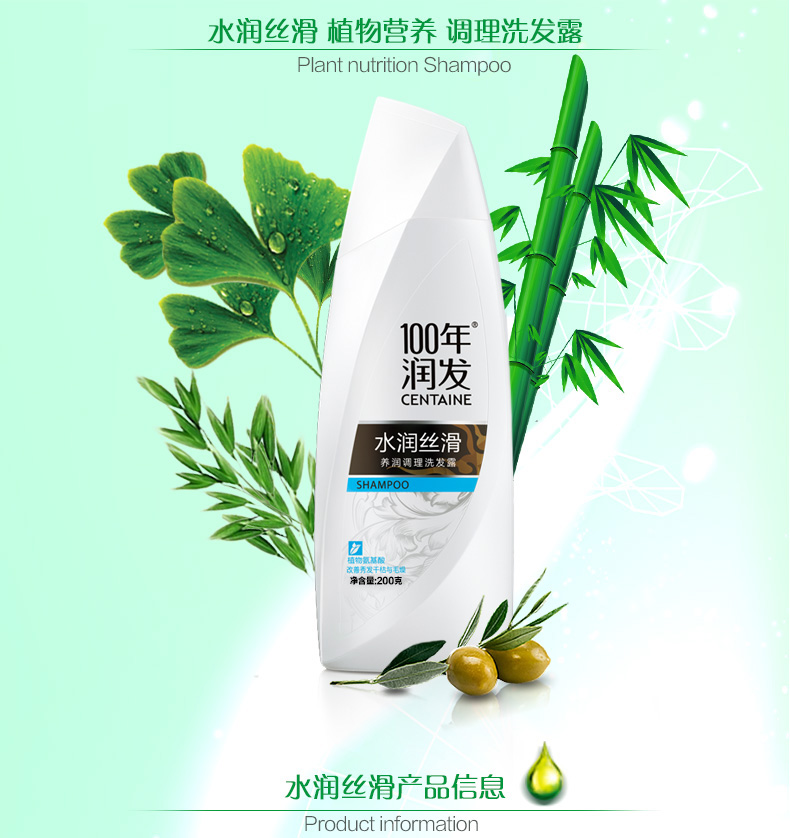 水润丝滑 植物营养 调理洗发露
Plant nutrition Shampoo
100年®
润发
CENTAINE
水润丝滑
养润调理洗发露
SHAMPOO
植物氨基酸
改善秀发干枯与毛燥
净含量:200克
水润丝滑产品信息
Product information